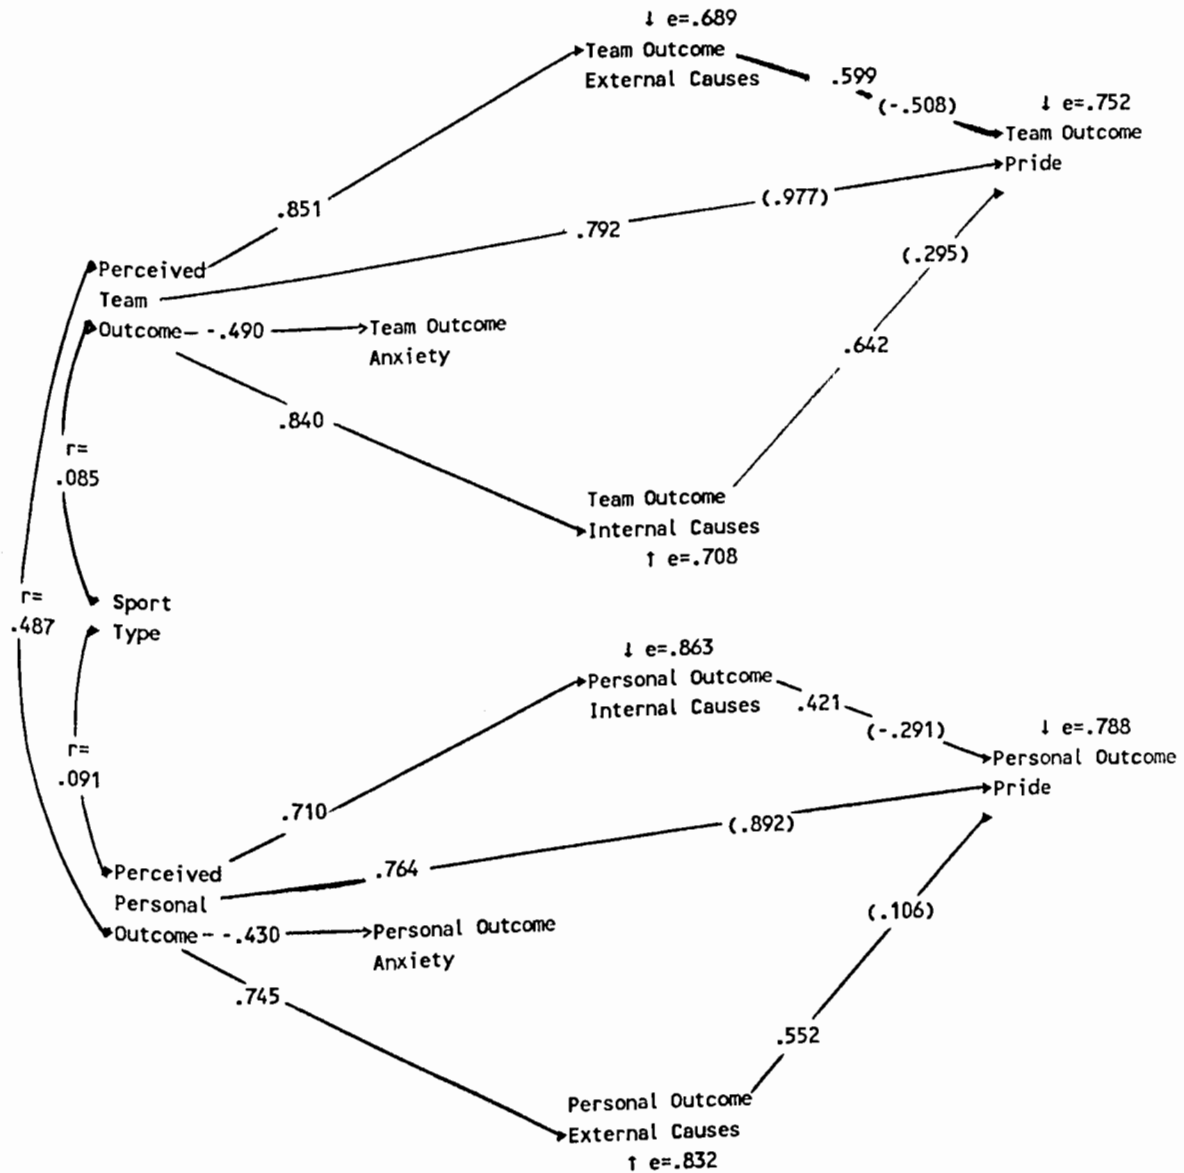 ↓ e=.689
Team Outcome
External Causes
.599
(-.508)
↓ e=.752
Team Outcome
Pride
(.977)
.851
.792
(.295)
Perceived
Team
Outcome
-.490
Team Outcome
Anxiety
.642
.840
r=
.085
Team Outcome
Internal Causes
↑ e=.708
r=
.487
Sport
Type
↓ e=.863
Personal Outcome
Internal Causes
.421
(-.291)
↓ e=.788
Personal Outcome
Pride
r=
.091
.710
(.892)
.764
Perceived
Personal
Outcome
-.430
Personal Outcome
Anxiety
(.106)
.745
.552
Personal Outcome
External Causes
↑ e=.832